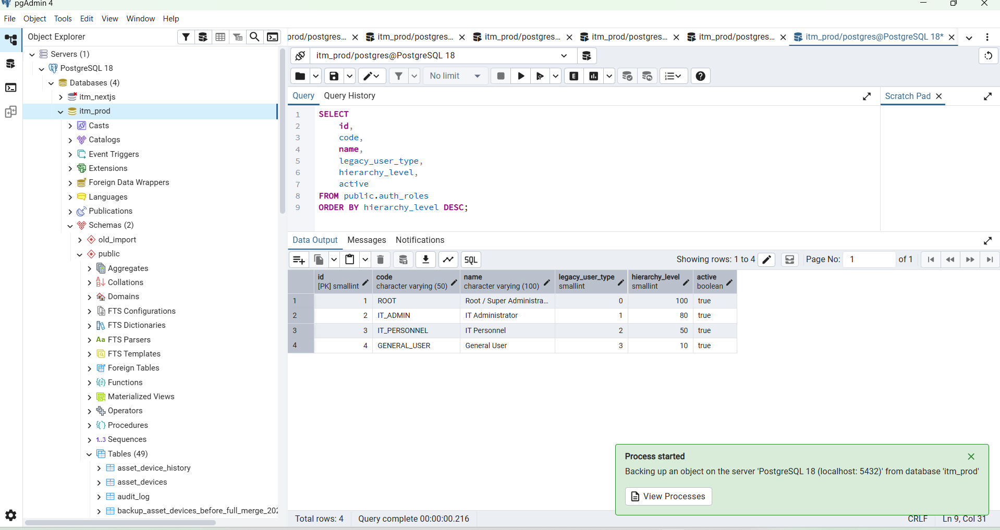 pgAdmin 4
File Object Tools Edit View Window Help
Object Explorer
prod/postgres...
itm_prod/postgres...
itm_prod/postgres...
itm_prod/postgres...
itm_prod/postgres...
itm_prod/postgres@PostgreSQL 18*
Servers (1)
PostgreSQL 18
Databases (4)
itm_nextjs
itm_prod
Casts
Catalogs
Event Triggers
Extensions
Foreign Data Wrappers
Languages
Publications
Schemas (2)
old_import
public
Aggregates
Collations
Domains
FTS Configurations
FTS Dictionaries
Aa FTS Parsers
FTS Templates
Foreign Tables
Functions
Materialized Views
Operators
Procedures
1..3 Sequences
Tables (49)
asset_device_history
asset_devices
audit_log
backup_asset_devices_before_full_merge_202
itm_prod/postgres@PostgreSQL 18
No limit
E
Query Query History
Scratch Pad
1 SELECT
2 id,
3 code,
4 name,
5 legacy_user_type,
6 hierarchy_level,
7 active
8 FROM public.auth_roles
9 ORDER BY hierarchy_level DESC;
Data Output Messages Notifications
SQL
Showing rows: 1 to 4
Page No: 1 of 1
id code name legacy_user_type hierarchy_level active
[PK] smallint character varying (50) character varying (100) smallint smallint boolean
1 1 ROOT Root / Super Administra... 0 100 true
2 2 IT_ADMIN IT Administrator 1 80 true
3 3 IT_PERSONNEL IT Personnel 2 50 true
4 4 GENERAL_USER General User 3 10 true
Process started
Backing up an object on the server 'PostgreSQL 18 (localhost: 5432)' from database 'itm_prod'
View Processes
Total rows: 4
Query complete 00:00:00.216
CRLF
Ln 9, Col 31